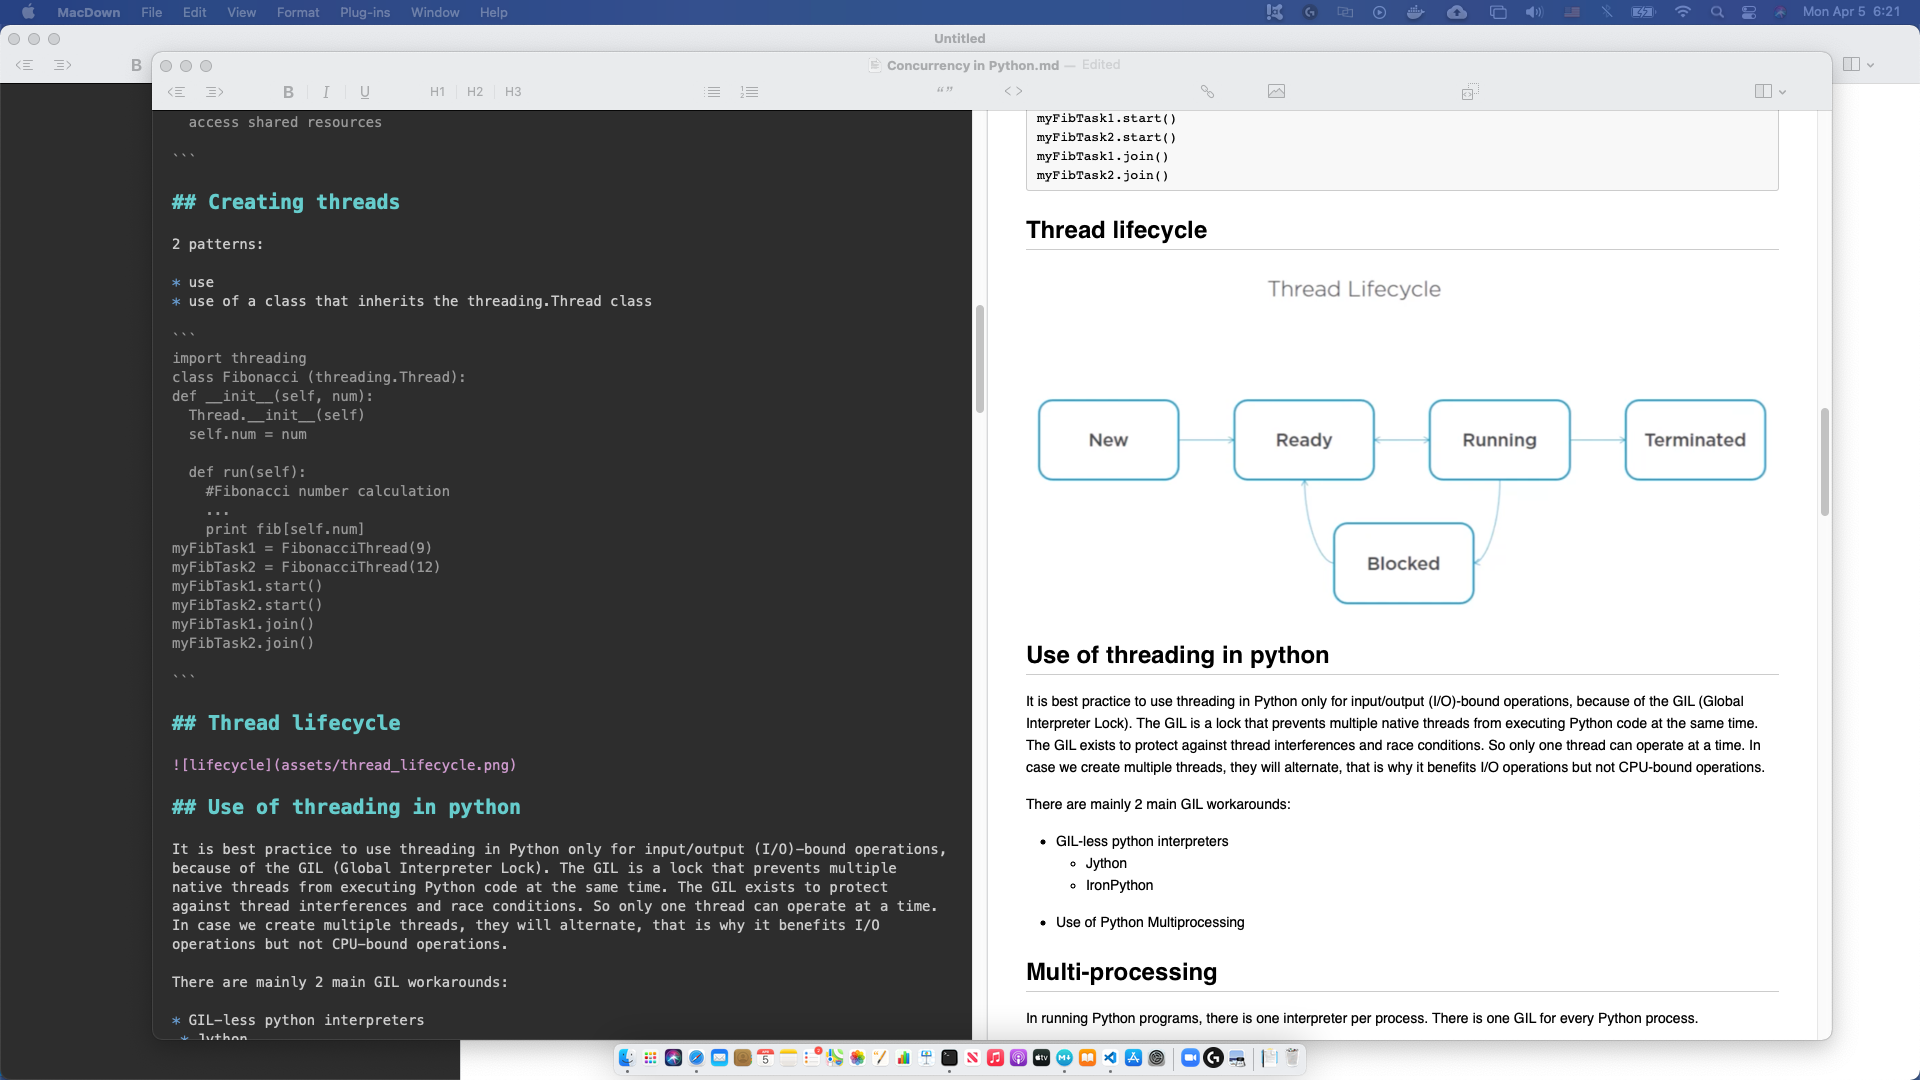 MacDown File Edit View Format Plug-ins Window Help Mon Apr 5 6:21
Untitled
B
Concurrency in Python.md — Edited
B I U H1 H2 H3 “” <>
access shared resources
```
## Creating threads
2 patterns:
* use
* use of a class that inherits the threading.Thread class
```
import threading
class Fibonacci (threading.Thread):
def __init__(self, num):
Thread.__init__(self)
self.num = num
def run(self):
#Fibonacci number calculation
...
print fib[self.num]
myFibTask1 = FibonacciThread(9)
myFibTask2 = FibonacciThread(12)
myFibTask1.start()
myFibTask2.start()
myFibTask1.join()
myFibTask2.join()
```
## Thread lifecycle
![lifecycle](assets/thread_lifecycle.png)
## Use of threading in python
It is best practice to use threading in Python only for input/output (I/O)-bound operations,
because of the GIL (Global Interpreter Lock). The GIL is a lock that prevents multiple
native threads from executing Python code at the same time. The GIL exists to protect
against thread interferences and race conditions. So only one thread can operate at a time.
In case we create multiple threads, they will alternate, that is why it benefits I/O
operations but not CPU-bound operations.
There are mainly 2 main GIL workarounds:
* GIL-less python interpreters
* Jython
myFibTask1.start()
myFibTask2.start()
myFibTask1.join()
myFibTask2.join()
Thread lifecycle
Thread Lifecycle
New
Ready
Running
Terminated
Blocked
Use of threading in python
It is best practice to use threading in Python only for input/output (I/O)-bound operations, because of the GIL (Global
Interpreter Lock). The GIL is a lock that prevents multiple native threads from executing Python code at the same time.
The GIL exists to protect against thread interferences and race conditions. So only one thread can operate at a time. In
case we create multiple threads, they will alternate, that is why it benefits I/O operations but not CPU-bound operations.
There are mainly 2 main GIL workarounds:
• GIL-less python interpreters
◦ Jython
◦ IronPython
• Use of Python Multiprocessing
Multi-processing
In running Python programs, there is one interpreter per process. There is one GIL for every Python process.